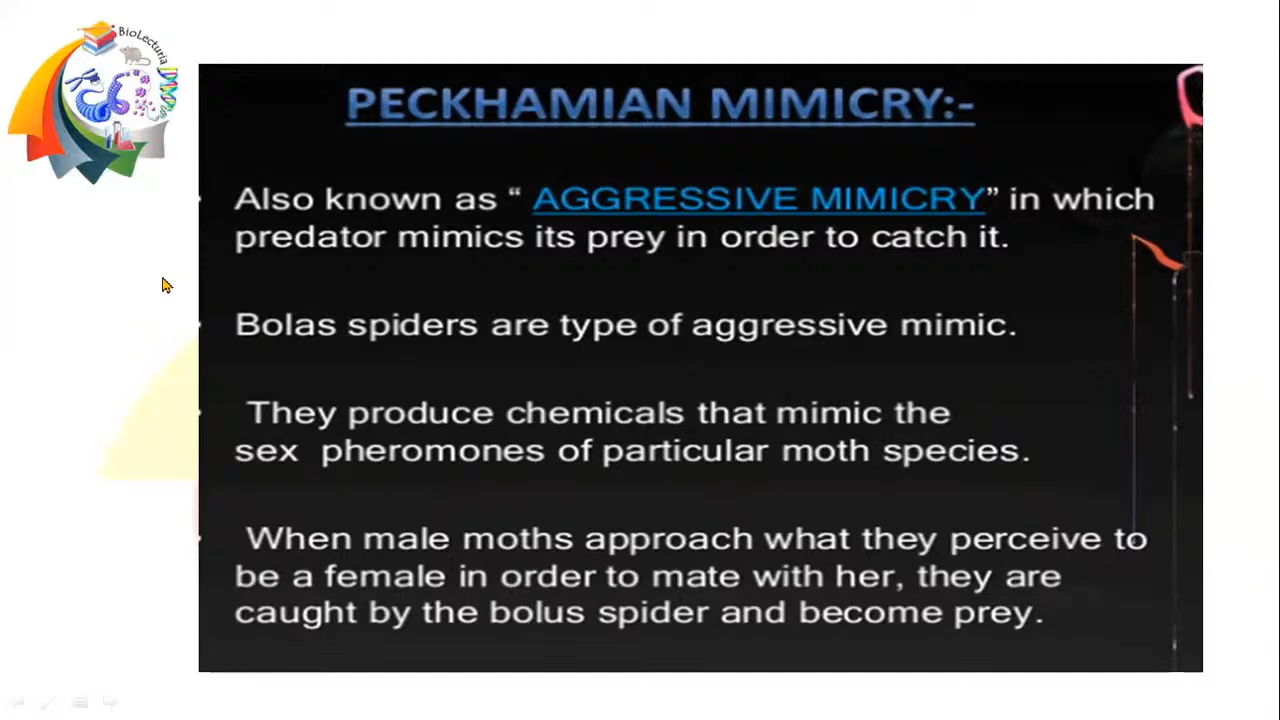 BioLecturia
PECKHAMIAN MIMICRY:-
Also known as “ AGGRESSIVE MIMICRY” in which
predator mimics its prey in order to catch it.
Bolas spiders are type of aggressive mimic.
They produce chemicals that mimic the
sex pheromones of particular moth species.
When male moths approach what they perceive to
be a female in order to mate with her, they are
caught by the bolus spider and become prey.